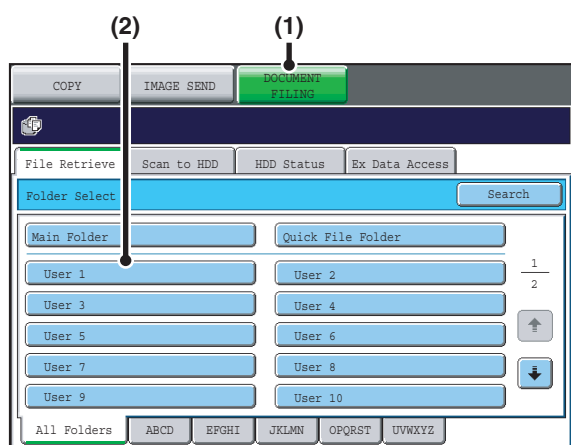 (2) (1)
COPY IMAGE SEND DOCUMENT FILING
File Retrieve Scan to HDD HDD Status Ex Data Access
Folder Select Search
Main Folder Quick File Folder
User 1 User 2 1
2
User 3 User 4
User 5 User 6
User 7 User 8
User 9 User 10
All Folders ABCD EFGHI JKLMN OPQRST UVWXYZ